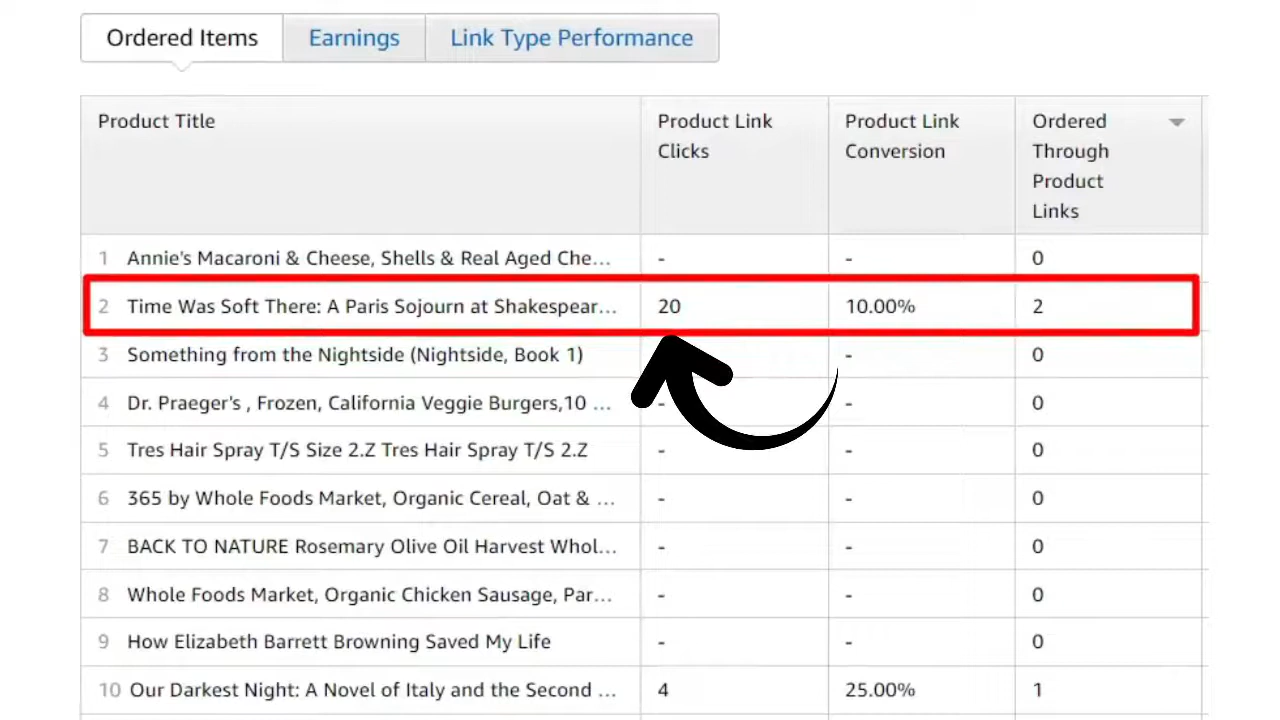 Ordered Items Earnings Link Type Performance
Product Title Product Link Clicks Product Link Conversion Ordered Through Product Links
1 Annie's Macaroni & Cheese, Shells & Real Aged Che... - - 0
2 Time Was Soft There: A Paris Sojourn at Shakespear... 20 10.00% 2
3 Something from the Nightside (Nightside, Book 1) - 0
4 Dr. Praeger's , Frozen, California Veggie Burgers,10 ... - - 0
5 Tres Hair Spray T/S Size 2.Z Tres Hair Spray T/S 2.Z - - 0
6 365 by Whole Foods Market, Organic Cereal, Oat & ... - - 0
7 BACK TO NATURE Rosemary Olive Oil Harvest Whol... - - 0
8 Whole Foods Market, Organic Chicken Sausage, Par... - - 0
9 How Elizabeth Barrett Browning Saved My Life - - 0
10 Our Darkest Night: A Novel of Italy and the Second ... 4 25.00% 1